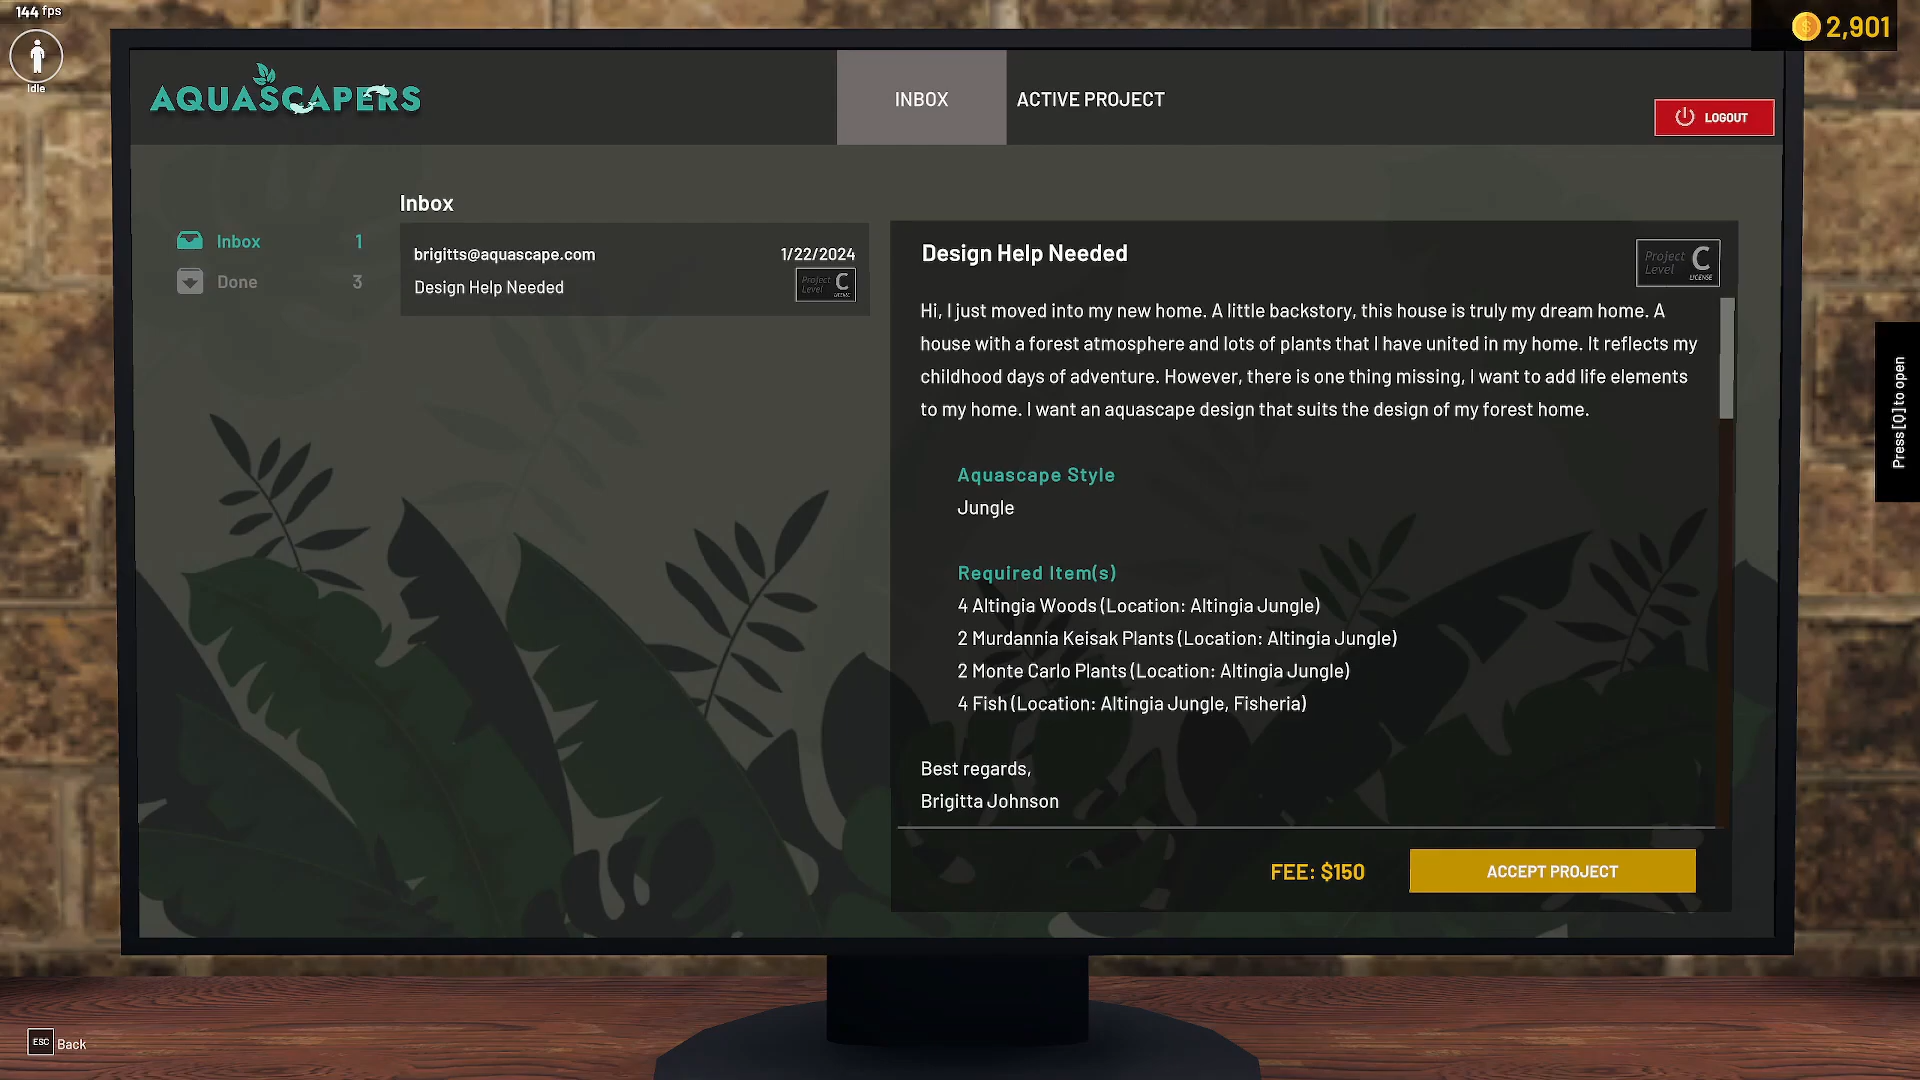 144 fps
2,901
Idle
AQUASCAPERS
INBOX
ACTIVE PROJECT
LOGOUT
Inbox
Inbox 1
Done 3
brigitts@aquascape.com 1/22/2024
Design Help Needed
Project Level C LICENSE
Design Help Needed
Project
Level C
LICENSE
Hi, I just moved into my new home. A little backstory, this house is truly my dream home. A
house with a forest atmosphere and lots of plants that I have united in my home. It reflects my
childhood days of adventure. However, there is one thing missing, I want to add life elements
to my home. I want an aquascape design that suits the design of my forest home.
Aquascape Style
Jungle
Required Item(s)
4 Altingia Woods (Location: Altingia Jungle)
2 Murdannia Keisak Plants (Location: Altingia Jungle)
2 Monte Carlo Plants (Location: Altingia Jungle)
4 Fish (Location: Altingia Jungle, Fisheria)
Best regards,
Brigitta Johnson
FEE: $150
ACCEPT PROJECT
Press [Q] to open
ESC Back